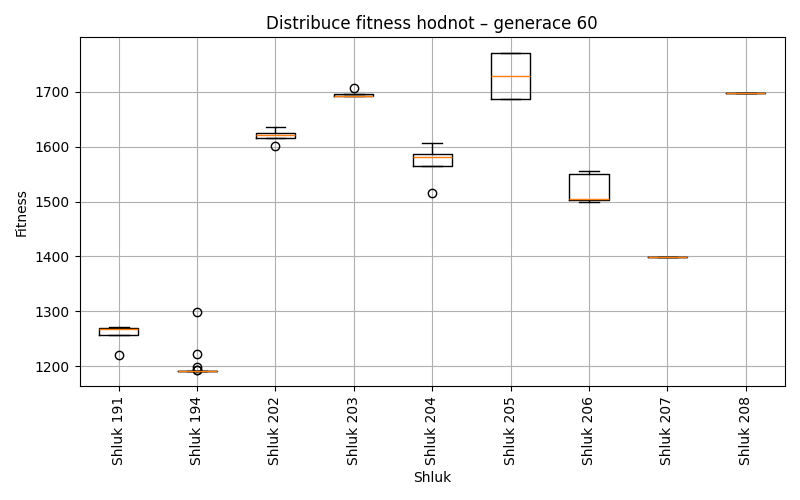 Distribuce fitness hodnot – generace 60
Fitness
1700
1600
1500
1400
1300
1200
Shluk 191
Shluk 194
Shluk 202
Shluk 203
Shluk 204
Shluk 205
Shluk 206
Shluk 207
Shluk 208
Shluk